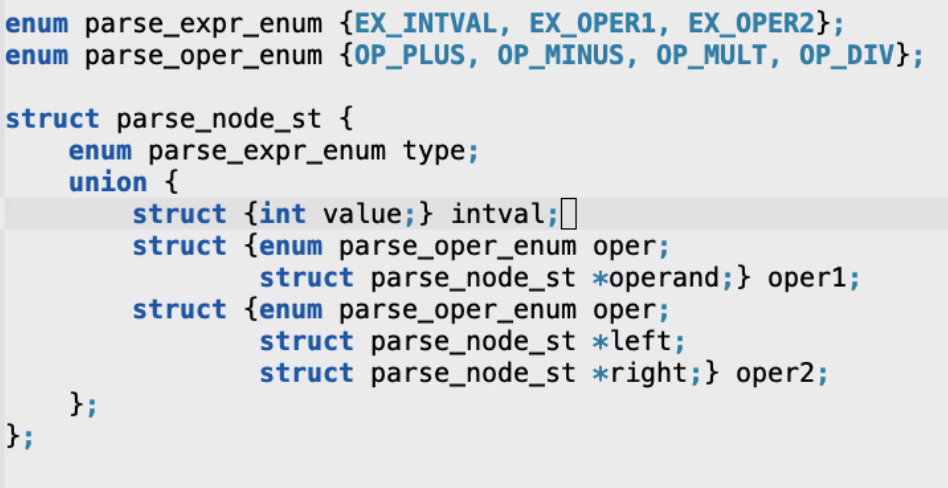 enum parse_expr_enum {EX_INTVAL, EX_OPER1, EX_OPER2};
enum parse_oper_enum {OP_PLUS, OP_MINUS, OP_MULT, OP_DIV};

struct parse_node_st {
    enum parse_expr_enum type;
    union {
        struct {int value;} intval;
        struct {enum parse_oper_enum oper;
                struct parse_node_st *operand;} oper1;
        struct {enum parse_oper_enum oper;
                struct parse_node_st *left;
                struct parse_node_st *right;} oper2;
    };
};